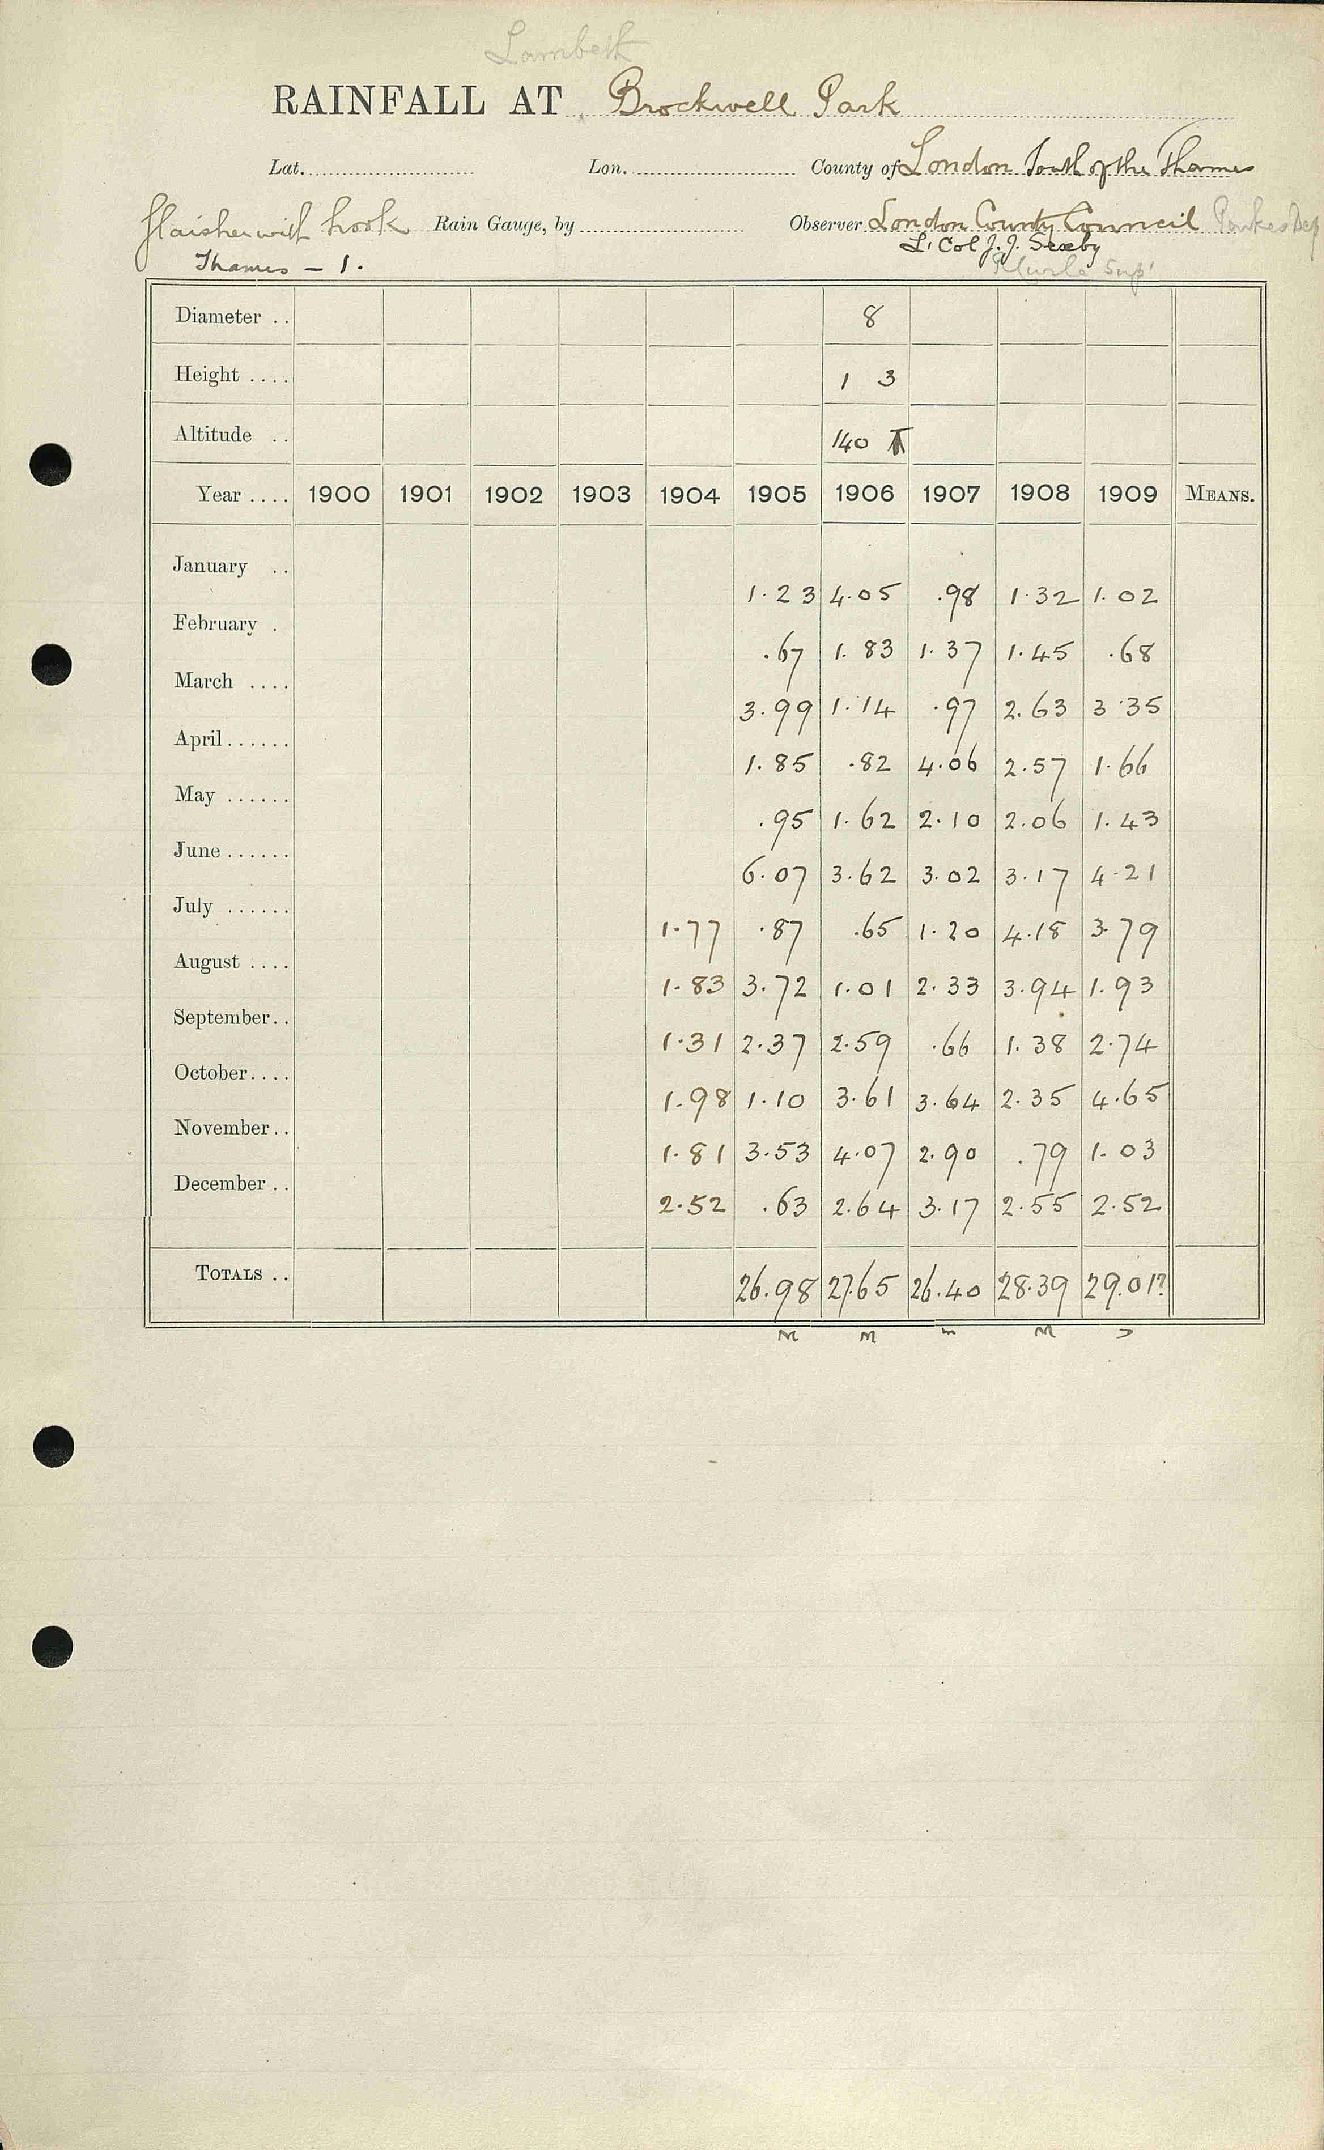 Lambeth
RAINFALL AT Brockwell Park
Lat. Lon. County of London South of the Thames
Glaisher with hook Rain Gauge, by Observer London County Council Parks Dep
Lt Col J. J. Sexby
Thames - 1.
Diameter .. 8
Height .... 1 3
Altitude .. 140 T
Year .... 1900 1901 1902 1903 1904 1905 1906 1907 1908 1909 MEANS.
January .. 1.23 4.05 .98 1.32 1.02
February . .67 1.83 1.37 1.45 .68
March .... 3.99 1.14 .97 2.63 3.35
April...... 1.85 .82 4.06 2.57 1.66
May ...... .95 1.62 2.10 2.06 1.43
June...... 6.07 3.62 3.02 3.17 4.21
July ...... 1.77 .87 .65 1.20 4.18 3.79
August .... 1.83 3.72 1.01 2.33 3.94 1.93
September.. 1.31 2.37 2.59 .66 1.38 2.74
October.... 1.98 1.10 3.61 3.64 2.35 4.65
November.. 1.81 3.53 4.07 2.90 .79 1.03
December .. 2.52 .63 2.64 3.17 2.55 2.52
TOTALS .. 26.98 27.65 26.40 28.39 29.01?
M M M